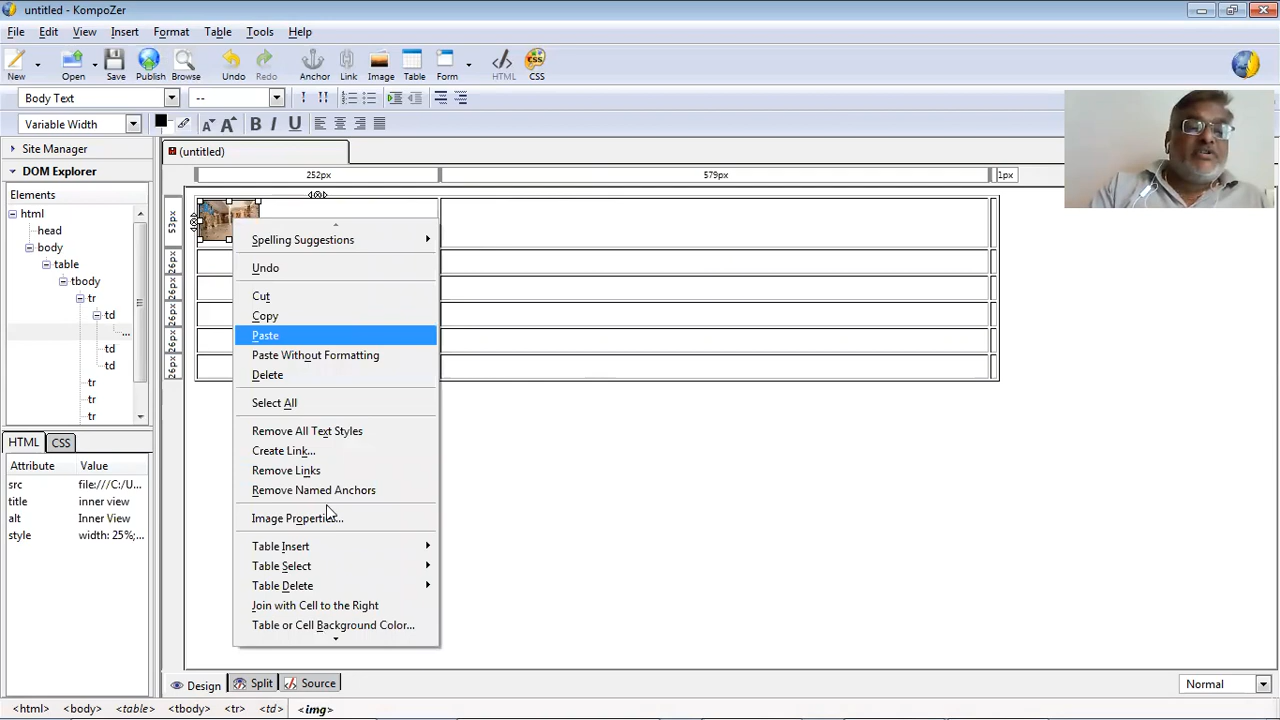 untitled - KompoZer
File Edit View Insert Format Table Tools Help
New Open Save Publish Browse Undo Redo Anchor Link Image Table Form HTML CSS
Body Text --
Variable Width
Site Manager
(untitled)
DOM Explorer
252px 579px 1px
Elements
html
head
body
table
tbody
tr
td
...
td
td
tr
tr
tr
53px
26px
26px
26px
26px
26px
Spelling Suggestions
Undo
Cut
Copy
Paste
Paste Without Formatting
Delete
Select All
Remove All Text Styles
Create Link...
Remove Links
Remove Named Anchors
Image Properties...
Table Insert
Table Select
Table Delete
Join with Cell to the Right
Table or Cell Background Color...
HTML CSS
Attribute Value
src file:///C:/U...
title inner view
alt Inner View
style width: 25%;...
Design Split Source Normal
<html> <body> <table> <tbody> <tr> <td> <img>